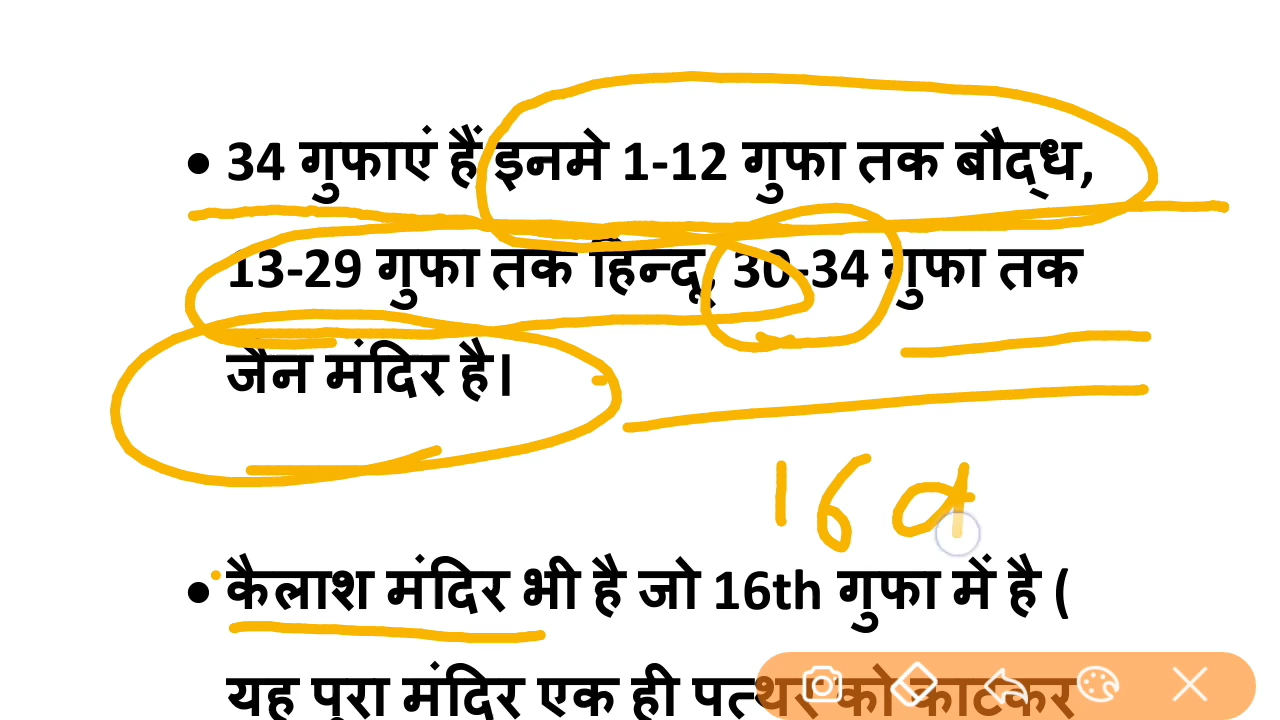 • 34 गुफाएं हैं इनमे 1-12 गुफा तक बौद्ध,
13-29 गुफा तक हिन्दू, 30-34 गुफा तक
जैन मंदिर है।
16 व
• कैलाश मंदिर भी है जो 16th गुफा में है (
यह पूरा मंदिर एक ही पत्थर को काटकर